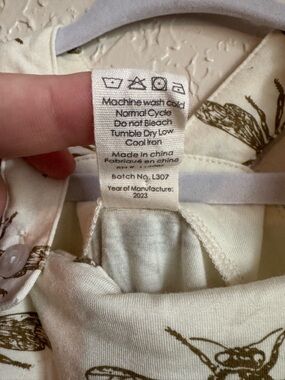 Machine wash cold
Normal Cycle
Do not Bleach
Tumble Dry Low
Cool Iron
Made in china
Fabriqué en china
Batch No. L307
Year of Manufacture:
2023